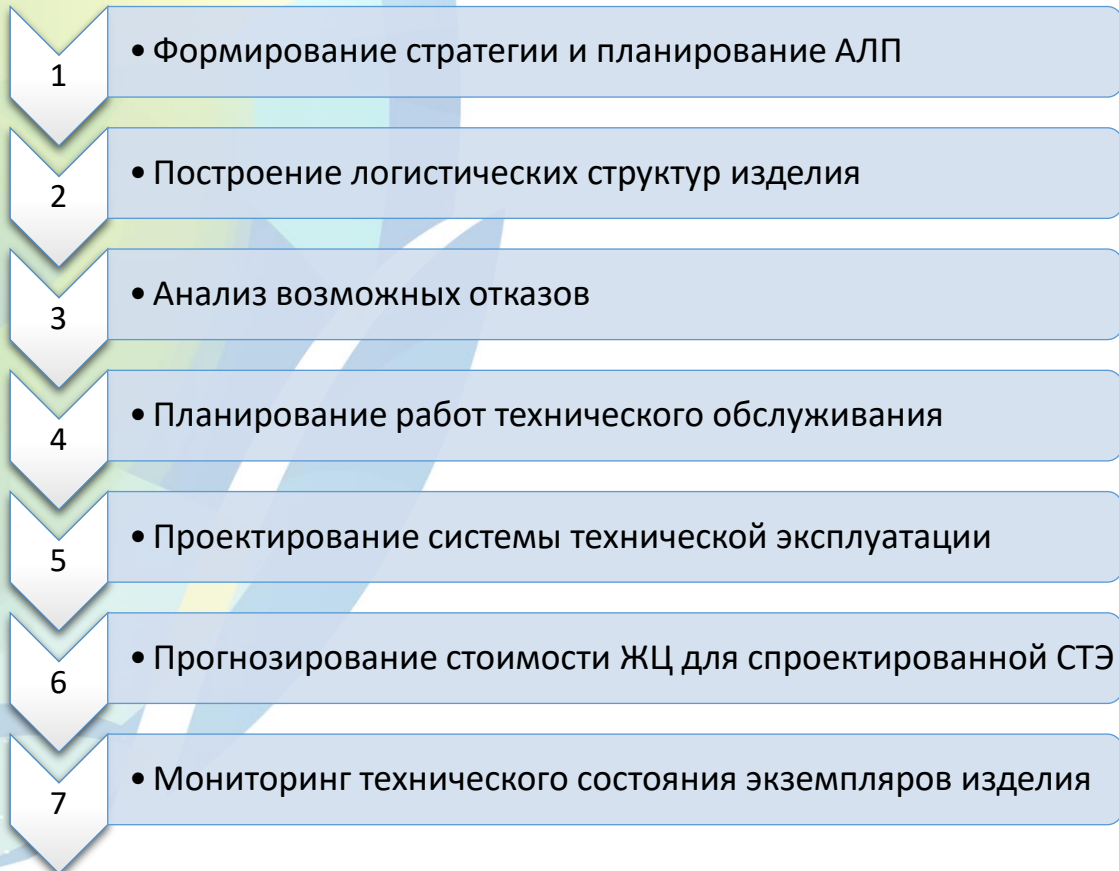 1
• Формирование стратегии и планирование АЛП
2
• Построение логистических структур изделия
3
• Анализ возможных отказов
4
• Планирование работ технического обслуживания
5
• Проектирование системы технической эксплуатации
6
• Прогнозирование стоимости ЖЦ для спроектированной СТЭ
7
• Мониторинг технического состояния экземпляров изделия